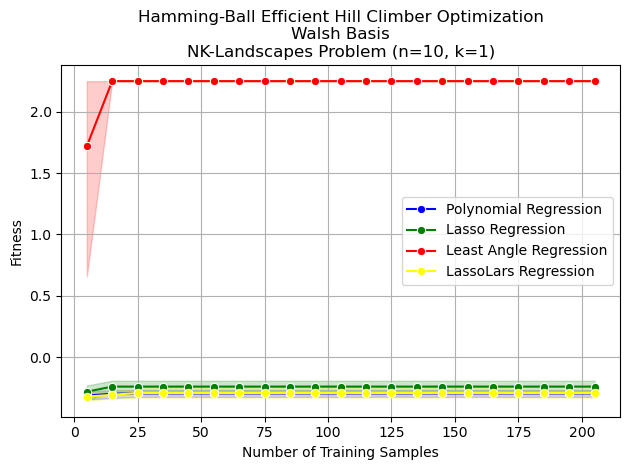 Hamming-Ball Efficient Hill Climber Optimization
Walsh Basis
NK-Landscapes Problem (n=10, k=1)
Fitness
2.0
1.5
1.0
0.5
0.0
Polynomial Regression
Lasso Regression
Least Angle Regression
LassoLars Regression
0 25 50 75 100 125 150 175 200
Number of Training Samples